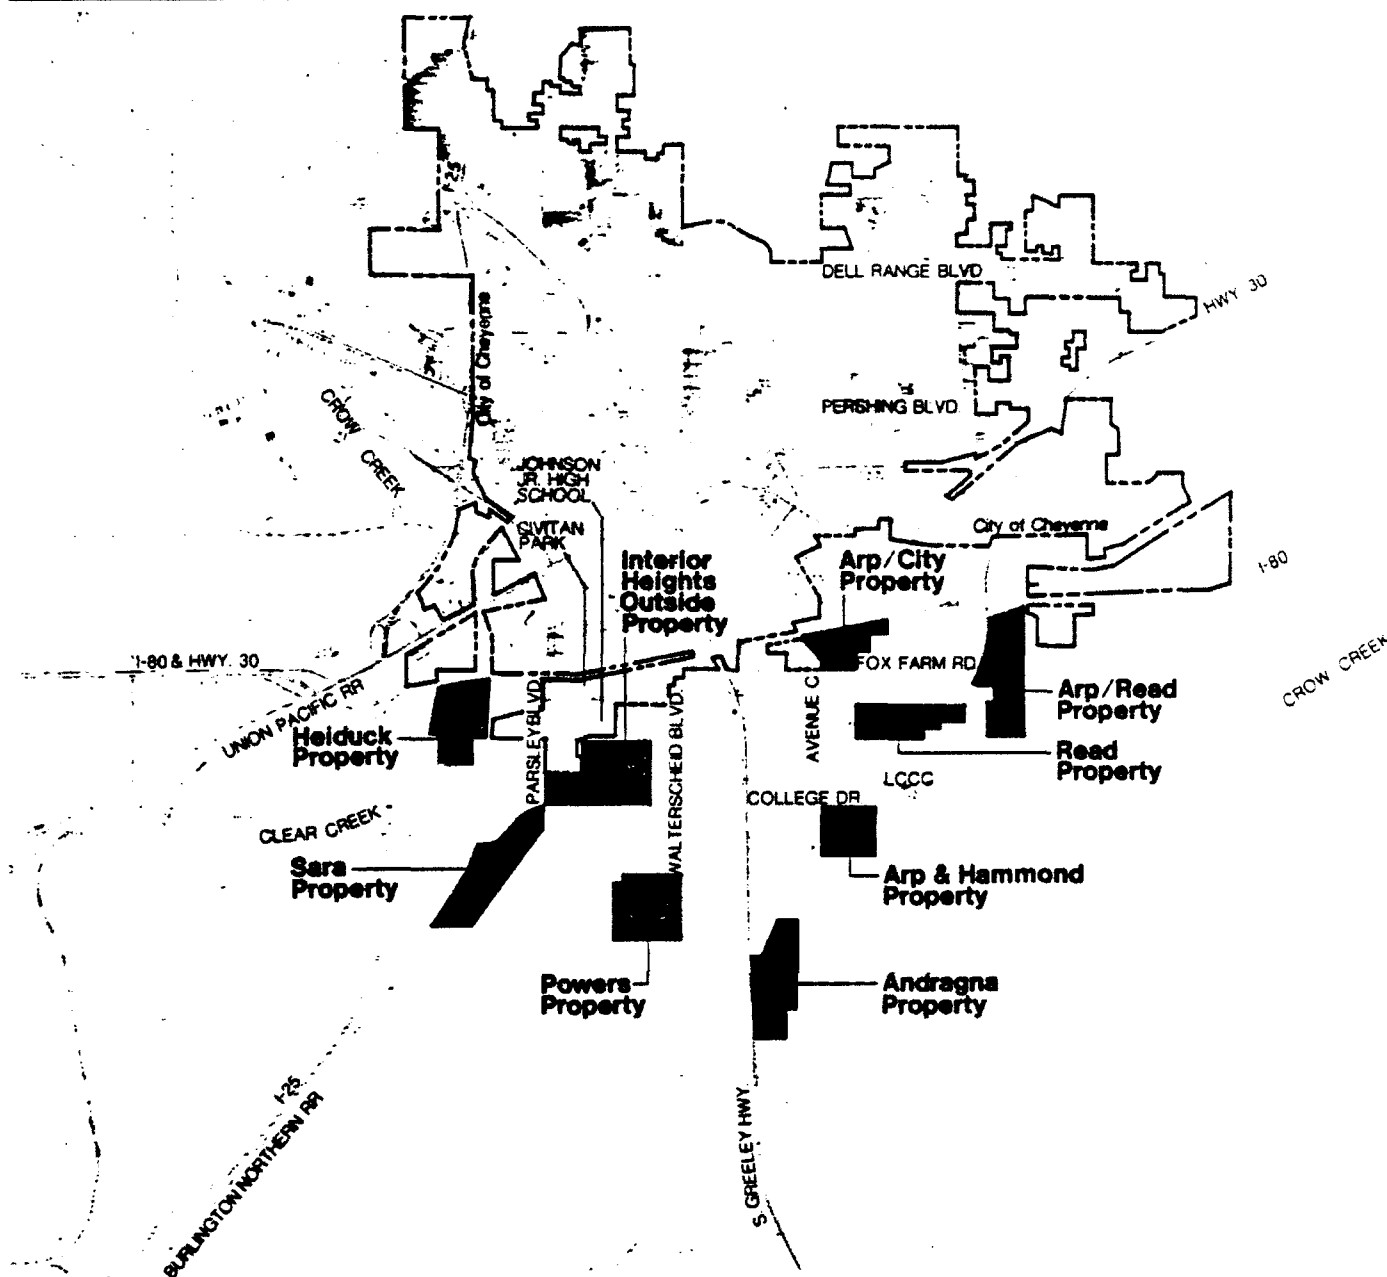 I-25
DELL RANGE BLVD
HWY 30
City of Cheyenne
PERSHING BLVD
CROW
CREEK
JOHNSON
JR. HIGH
SCHOOL
CIVITAN
PARK
City of Cheyenne
Interior
Heights
Outside
Property
Arp/City
Property
I-80
I-80 & HWY. 30
FOX FARM RD
CROW CREEK
UNION PACIFIC RR
Arp/Read
Property
Heiduck
Property
PARSLEY BLVD
WALTERSCHEID BLVD
AVENUE C
Read
Property
LCCC
COLLEGE DR
CLEAR CREEK
Sara
Property
Arp & Hammond
Property
Powers
Property
Andragna
Property
I-25
BURLINGTON NORTHERN RR
S. GREELEY HWY